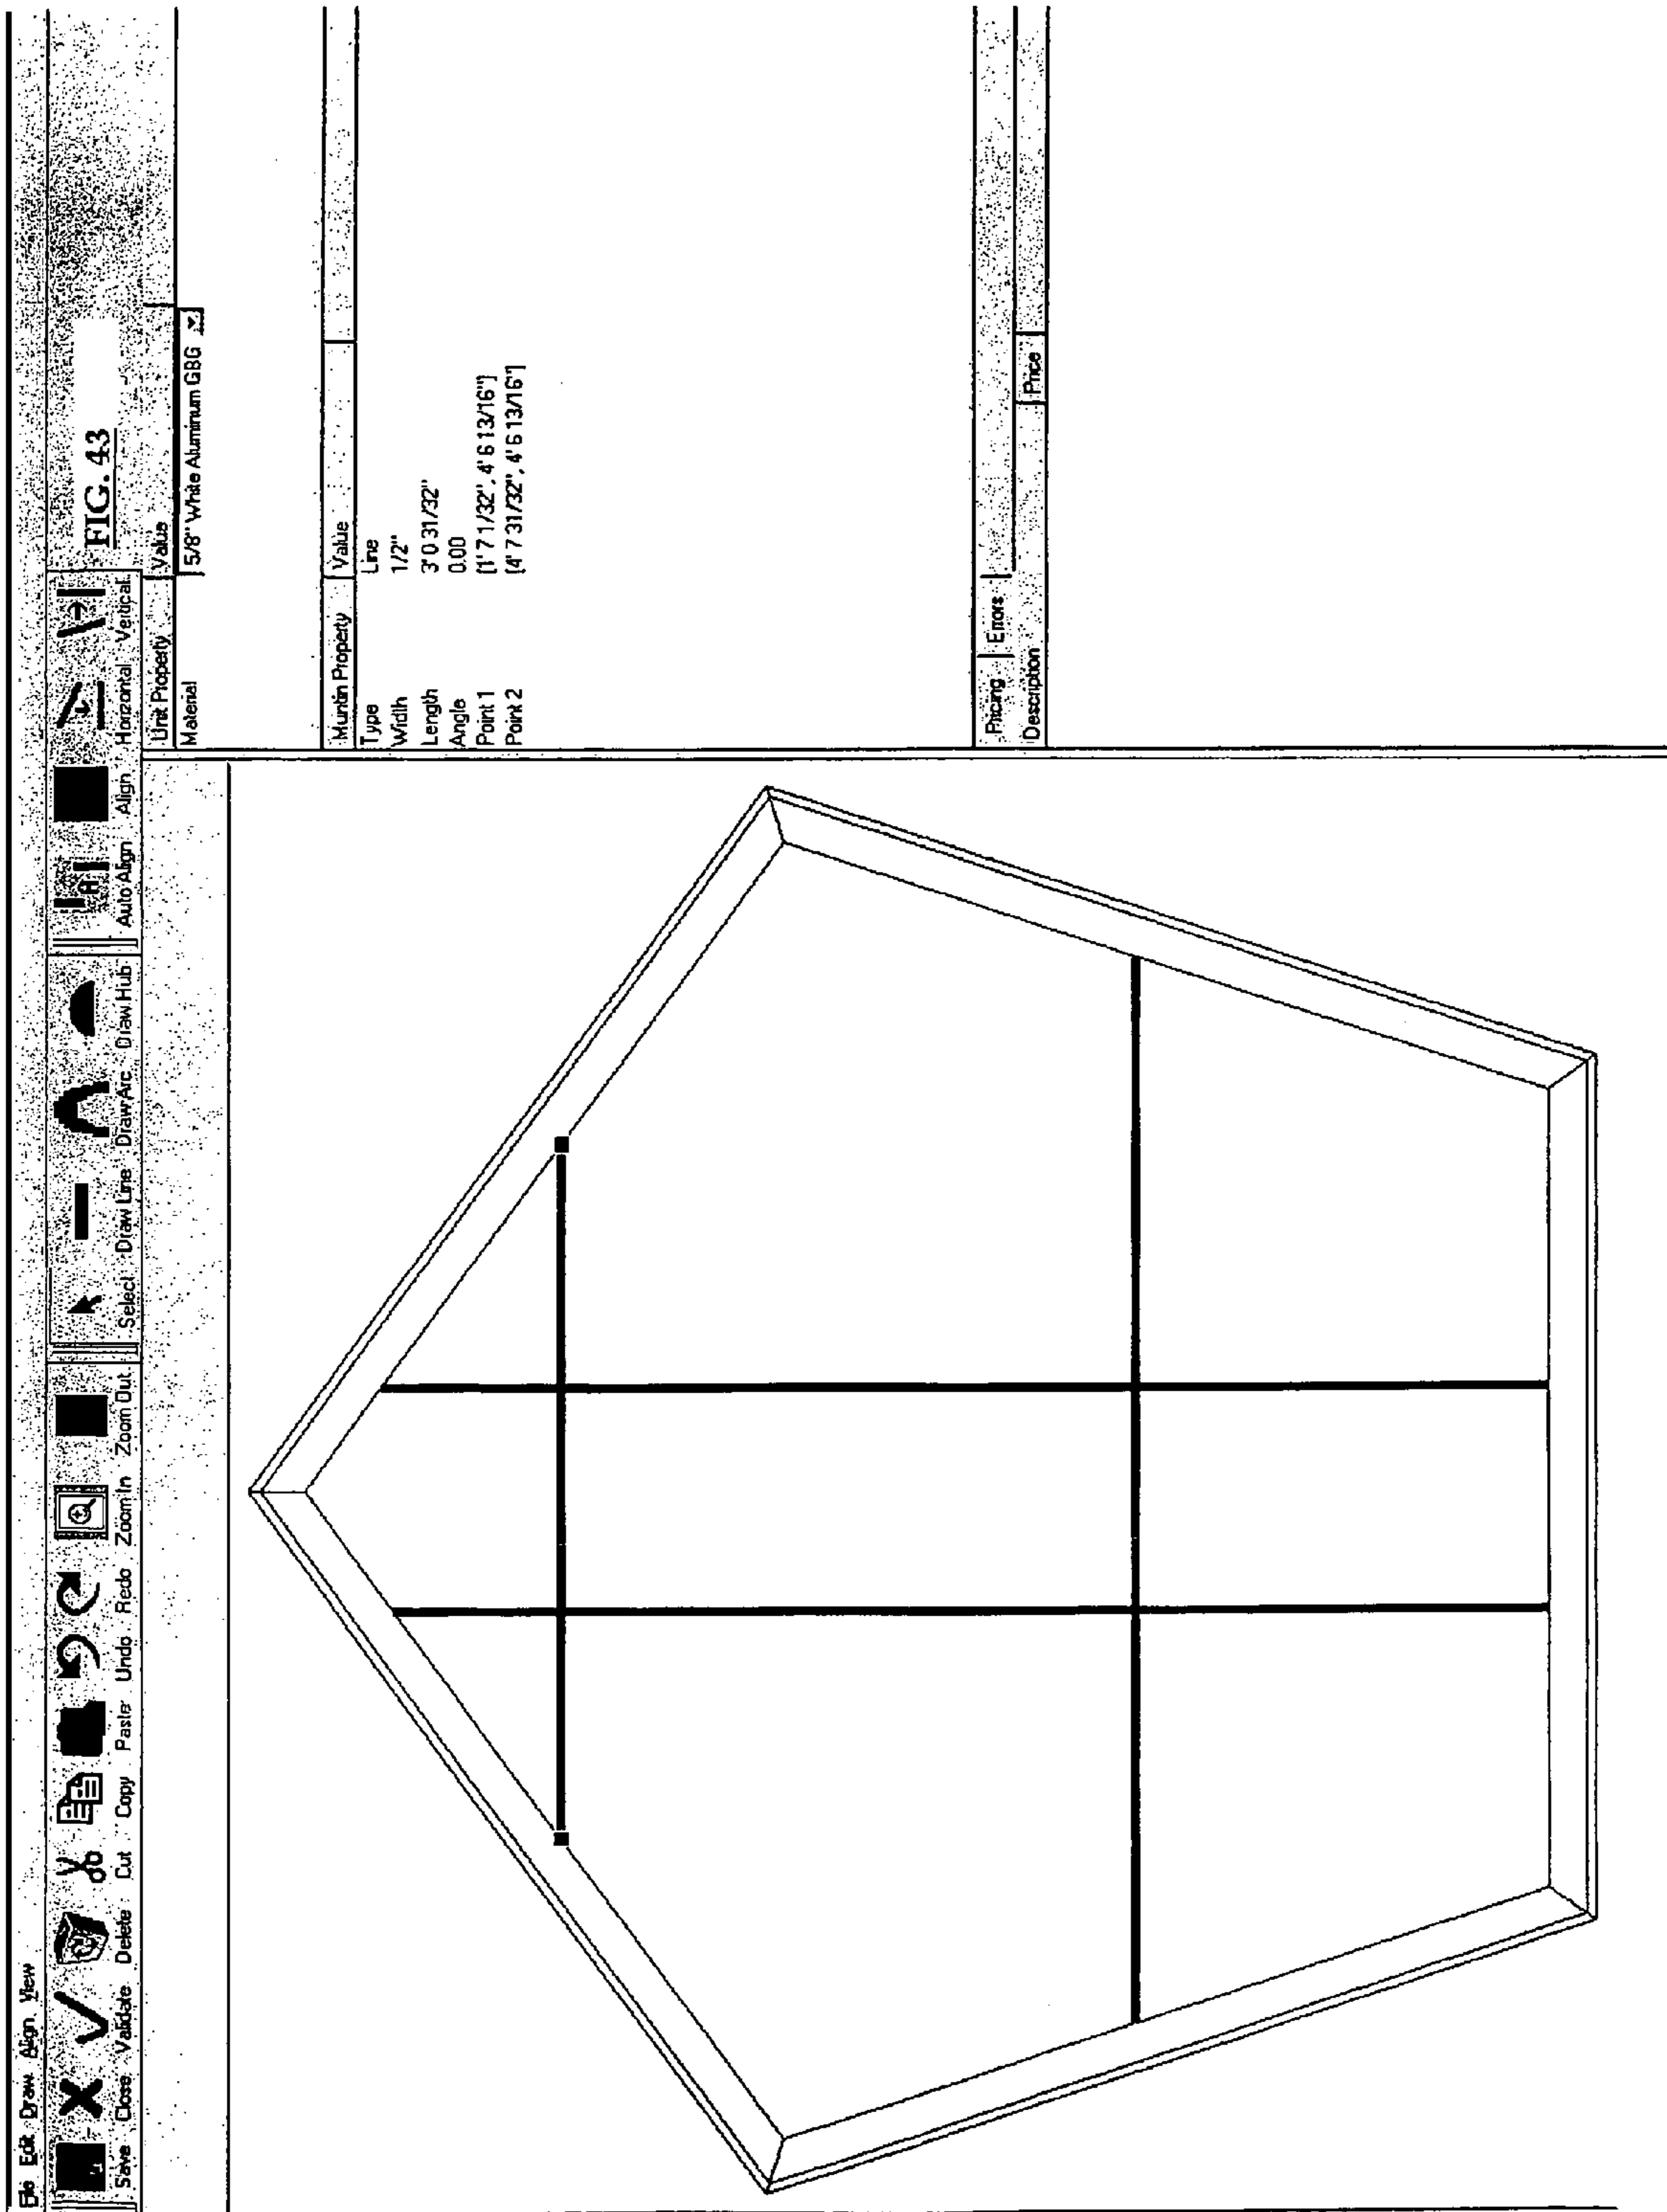 File Edit Draw Align View
FIG. 43
Save Close Validate Delete Cut Copy Paste Undo Redo Zoom In Zoom Out Select Draw Line Draw Arc Draw Hub Auto Align Align Horizontal Vertical
Unit Property Value
Material 5/8" White Aluminum GBG
Muntin Property Value
Type Line
Width 1/2"
Length 3' 0 31/32"
Angle 0.00
Point 1 (1' 7 1/32", 4' 6 13/16")
Point 2 (4' 7 31/32", 4' 6 13/16")
Pricing Errors
Description Price